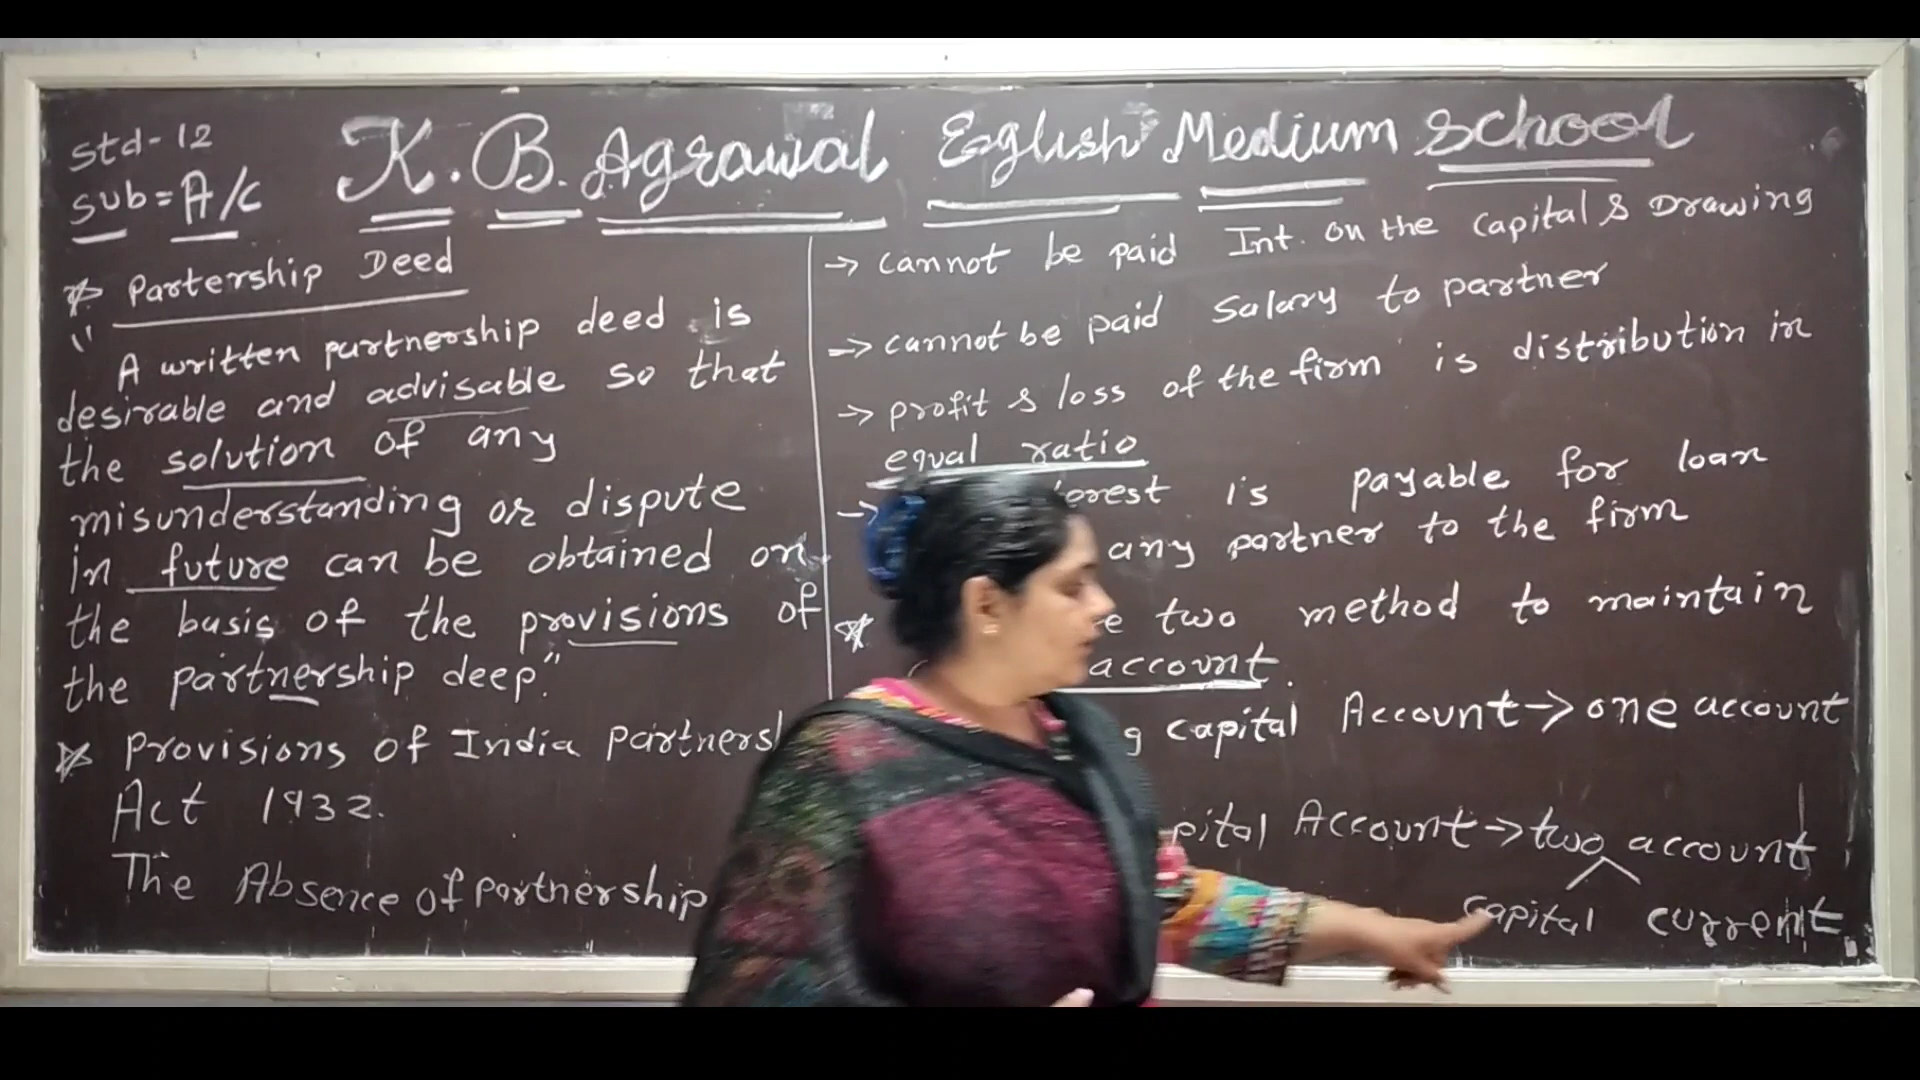 std-12
sub=A/c
K. B. Agrawal Eglish Medium School
* Partership Deed
" A written partnership deed is
desirable and advisable so that
the solution of any
misunderstanding or dispute
in future can be obtained on
the basis of the provisions of
the partnership deep."
* provisions of India partnersh
Act 1932.
The Absence of partnership
→ cannot be paid Int. on the capital & Drawing
→ cannot be paid salary to partner
→ profit & loss of the firm is distribution in
equal ratio
→ is payable for loan
any partner to the firm
* two method to maintain
account.
capital Account → one account
Account → two account
capital current